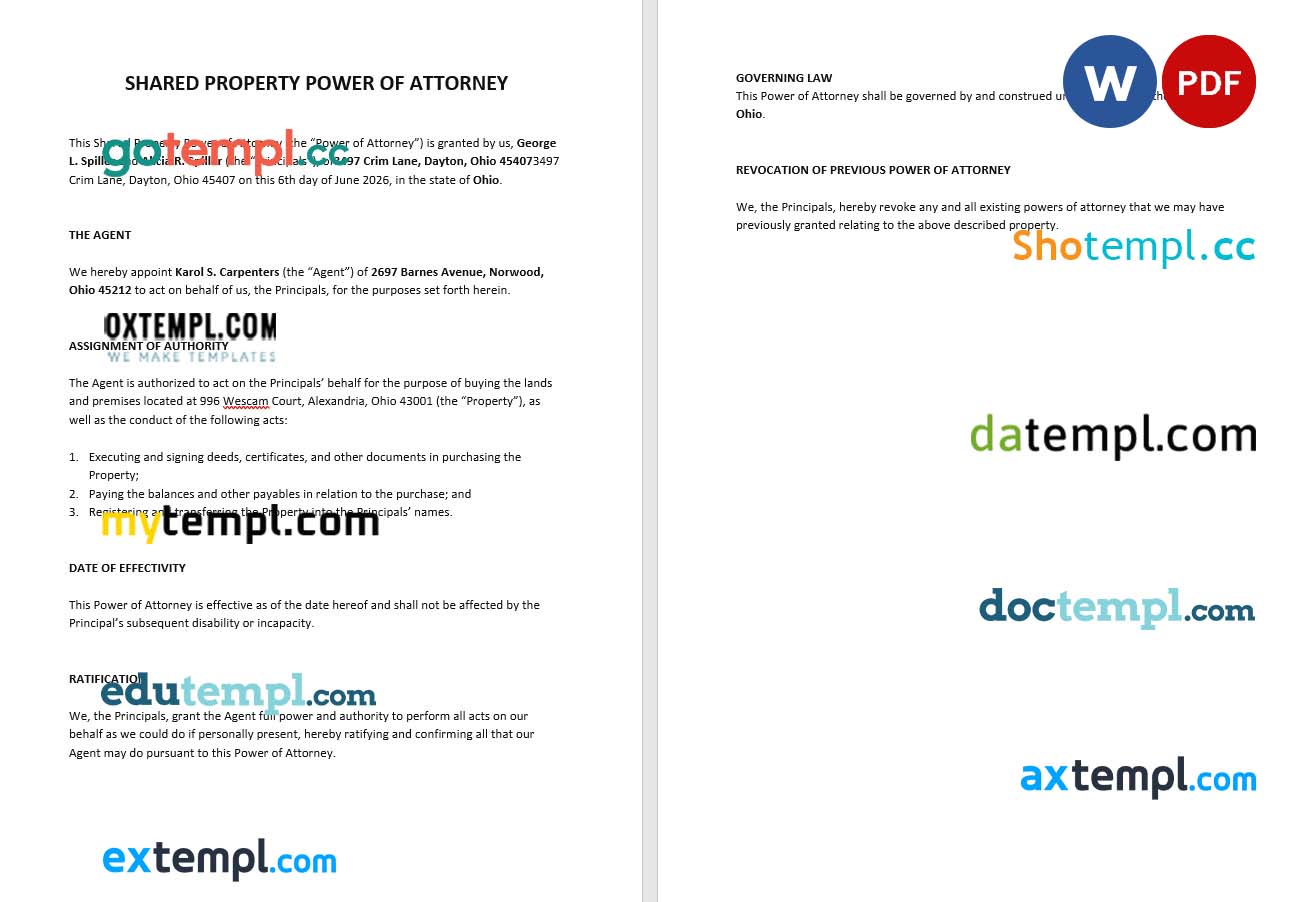 SHARED PROPERTY POWER OF ATTORNEY
This Shared Property Power of Attorney (the “Power of Attorney”) is granted by us, George
gotempl.cc
L. Spiller and Alicia R. Spiller (the “Principals”), of 3497 Crim Lane, Dayton, Ohio 454073497
Crim Lane, Dayton, Ohio 45407 on this 6th day of June 2026, in the state of Ohio.
THE AGENT
We hereby appoint Karol S. Carpenters (the “Agent”) of 2697 Barnes Avenue, Norwood,
Ohio 45212 to act on behalf of us, the Principals, for the purposes set forth herein.
OXTEMPL.COM
ASSIGNMENT OF AUTHORITY
WE MAKE TEMPLATES
The Agent is authorized to act on the Principals’ behalf for the purpose of buying the lands
and premises located at 996 Wescam Court, Alexandria, Ohio 43001 (the “Property”), as
well as the conduct of the following acts:
1. Executing and signing deeds, certificates, and other documents in purchasing the
Property;
2. Paying the balances and other payables in relation to the purchase; and
3. Registering and transferring the Property into the Principals’ names.
mytempl.com
DATE OF EFFECTIVITY
This Power of Attorney is effective as of the date hereof and shall not be affected by the
Principal’s subsequent disability or incapacity.
RATIFICATION
edutempl.com
We, the Principals, grant the Agent full power and authority to perform all acts on our
behalf as we could do if personally present, hereby ratifying and confirming all that our
Agent may do pursuant to this Power of Attorney.
extempl.com
GOVERNING LAW
W PDF
This Power of Attorney shall be governed by and construed
Ohio.
REVOCATION OF PREVIOUS POWER OF ATTORNEY
We, the Principals, hereby revoke any and all existing powers of attorney that we may have
previously granted relating to the above described property.
Shotempl.cc
datempl.com
doctempl.com
axtempl.com